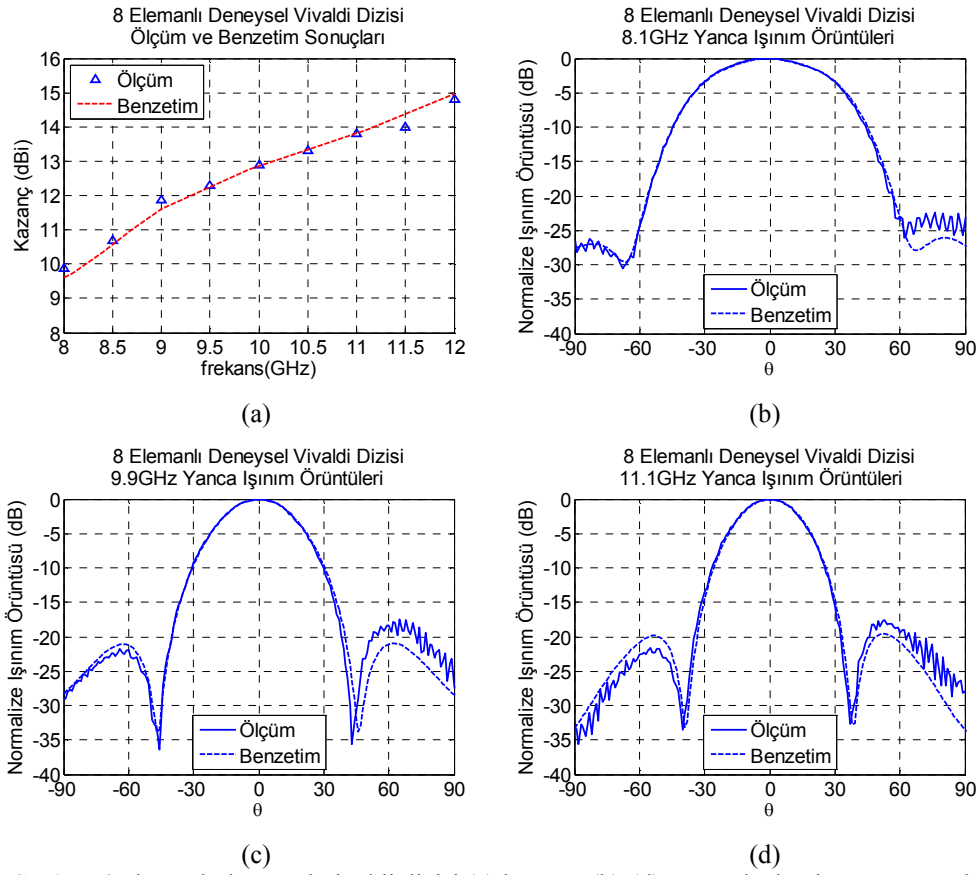 8 Elemanlı Deneysel Vivaldi Dizisi
Ölçüm ve Benzetim Sonuçları
16
15
14
13
12
11
10
9
8
Kazanç (dBi)
Ölçüm
Benzetim
8 8.5 9 9.5 10 10.5 11 11.5 12
frekans(GHz)
(a)
8 Elemanlı Deneysel Vivaldi Dizisi
8.1GHz Yanca Işınım Örüntüleri
0
-5
-10
-15
-20
-25
-30
-35
-40
Normalize Işınım Örüntüsü (dB)
Ölçüm
Benzetim
-90 -60 -30 0 30 60 90
θ
(b)
8 Elemanlı Deneysel Vivaldi Dizisi
9.9GHz Yanca Işınım Örüntüleri
0
-5
-10
-15
-20
-25
-30
-35
-40
Normalize Işınım Örüntüsü (dB)
Ölçüm
Benzetim
-90 -60 -30 0 30 60 90
θ
(c)
8 Elemanlı Deneysel Vivaldi Dizisi
11.1GHz Yanca Işınım Örüntüleri
0
-5
-10
-15
-20
-25
-30
-35
-40
Normalize Işınım Örüntüsü (dB)
Ölçüm
Benzetim
-90 -60 -30 0 30 60 90
θ
(d)